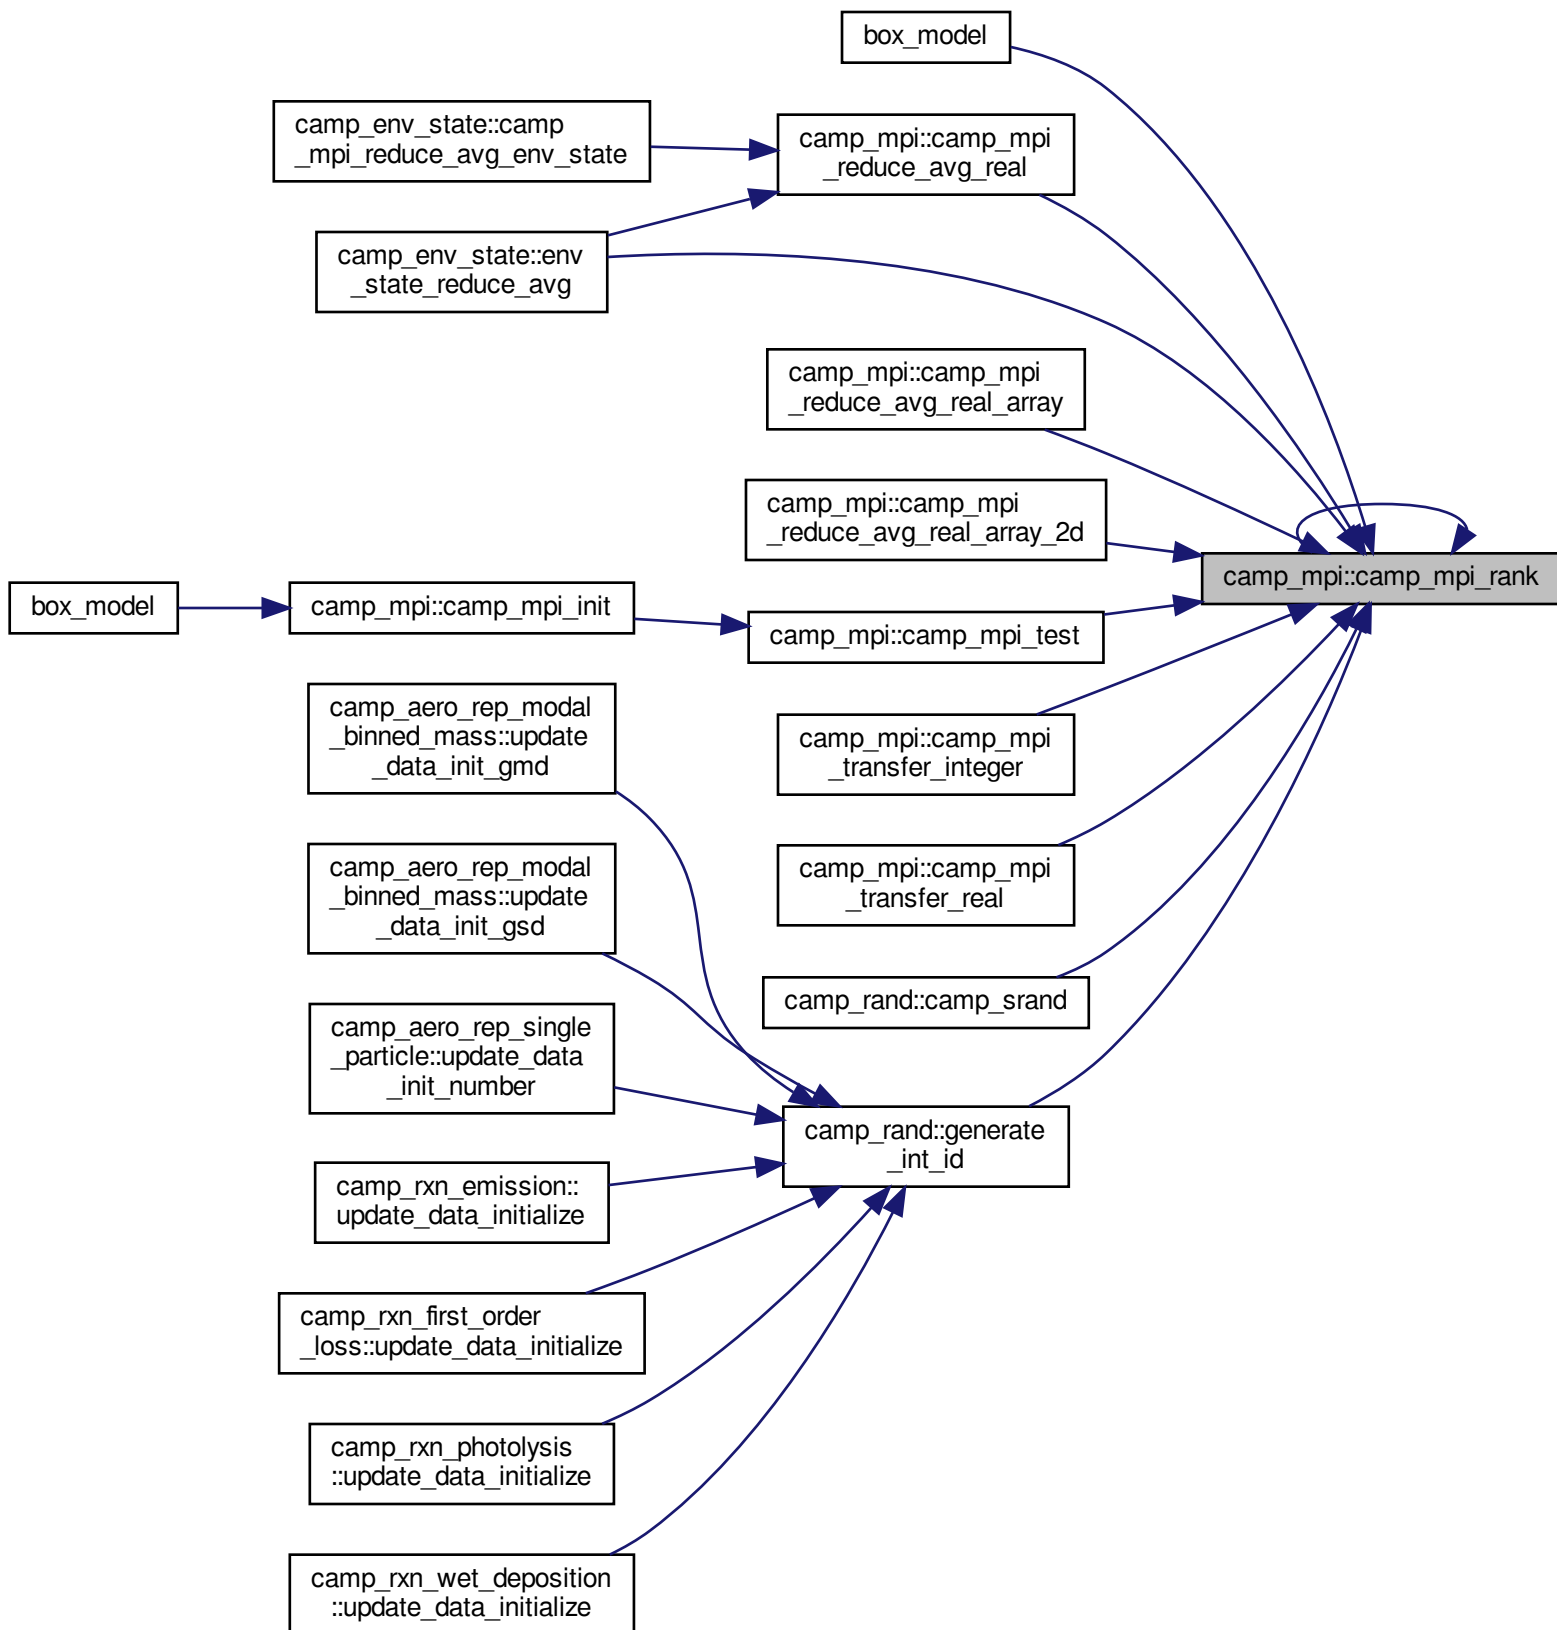 box_model
camp_env_state::camp
_mpi_reduce_avg_env_state
camp_mpi::camp_mpi
_reduce_avg_real
camp_env_state::env
_state_reduce_avg
camp_mpi::camp_mpi
_reduce_avg_real_array
camp_mpi::camp_mpi
_reduce_avg_real_array_2d
camp_mpi::camp_mpi_rank
box_model
camp_mpi::camp_mpi_init
camp_mpi::camp_mpi_test
camp_aero_rep_modal
_binned_mass::update
_data_init_gmd
camp_mpi::camp_mpi
_transfer_integer
camp_aero_rep_modal
_binned_mass::update
_data_init_gsd
camp_mpi::camp_mpi
_transfer_real
camp_rand::camp_srand
camp_aero_rep_single
_particle::update_data
_init_number
camp_rand::generate
_int_id
camp_rxn_emission::
update_data_initialize
camp_rxn_first_order
_loss::update_data_initialize
camp_rxn_photolysis
::update_data_initialize
camp_rxn_wet_deposition
::update_data_initialize